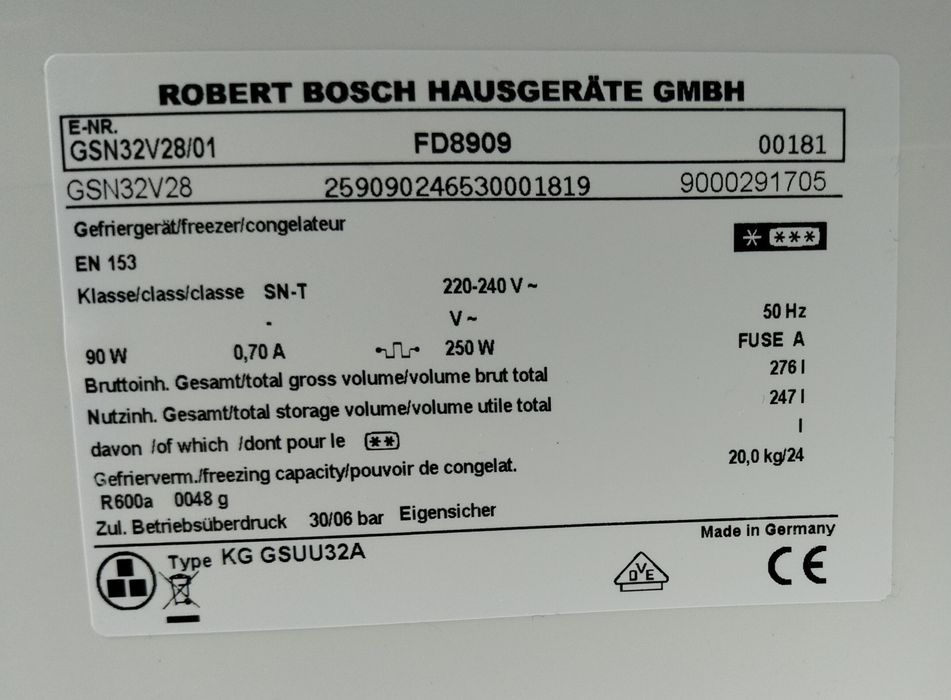 ROBERT BOSCH HAUSGERÄTE GMBH
E-NR.
GSN32V28/01 FD8909 00181
GSN32V28 259090246530001819 9000291705
Gefriergerät/freezer/congelateur
* ***
EN 153
Klasse/class/classe SN-T 220-240 V ~
- V ~ 50 Hz
90 W 0,70 A 250 W FUSE A
Bruttoinh. Gesamt/total gross volume/volume brut total 276 l
Nutzinh. Gesamt/total storage volume/volume utile total 247 l
davon /of which /dont pour le ** l
Gefrierverm./freezing capacity/pouvoir de congelat. 20,0 kg/24
R600a 0048 g
Zul. Betriebsüberdruck 30/06 bar Eigensicher
Made in Germany
Type KG GSUU32A
DVE
CE